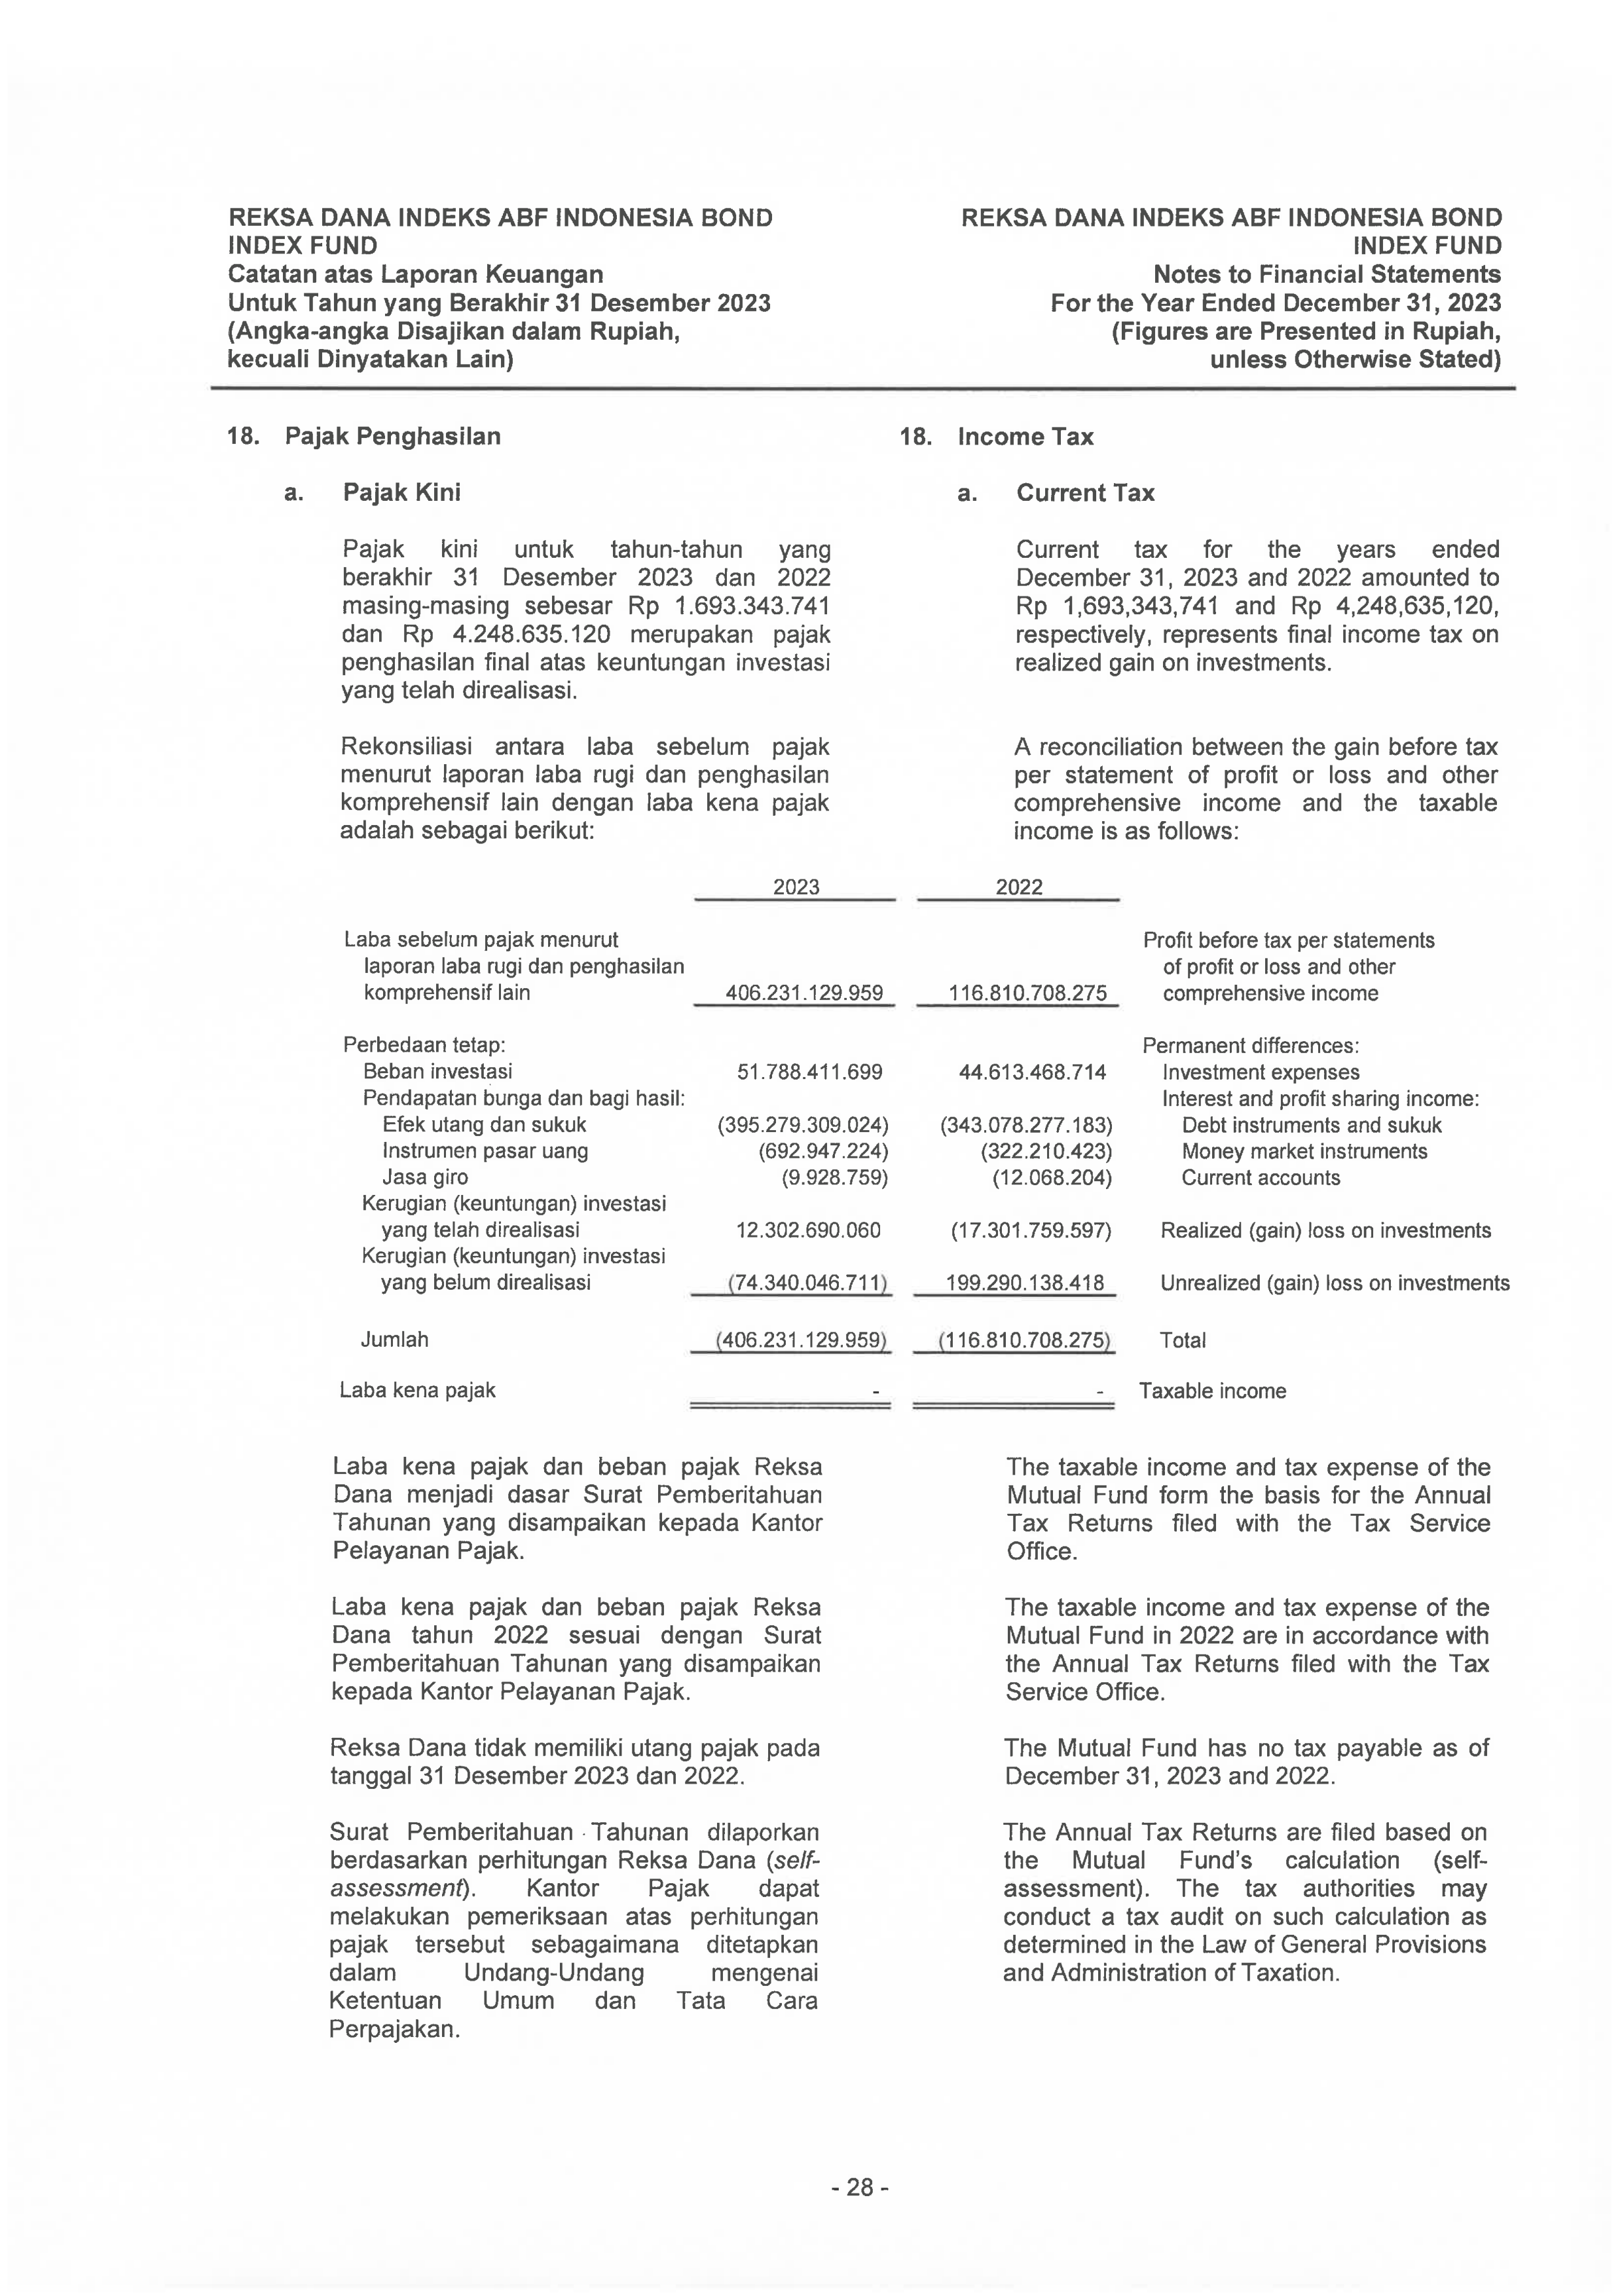 REKSA DANA INDEKS ABF INDONESIA BOND
INDEX FUND
Catatan atas Laporan Keuangan
Untuk Tahun yang Berakhir 31 Desember 2023
(Angka-angka Disajikan dalam Rupiah,
kecuali Dinyatakan Lain)
REKSA DANA INDEKS ABF INDONESIA BOND
INDEX FUND
Notes to Financial Statements
For the Year Ended December 31, 2023
(Figures are Presented in Rupiah,
unless Otherwise Stated)
18. Pajak Penghasilan
a. Pajak Kini
Pajak kini untuk tahun-tahun yang
berakhir 31 Desember 2023 dan 2022
masing-masing sebesar Rp 1.693.343.741
dan Rp 4.248.635.120 merupakan pajak
penghasilan final atas keuntungan investasi
yang telah direalisasi.
Rekonsiliasi antara laba sebelum pajak
menurut laporan laba rugi dan penghasilan
komprehensif lain dengan laba kena pajak
adalah sebagai berikut:
18. Income Tax
a. Current Tax
Current tax for the years ended
December 31, 2023 and 2022 amounted to
Rp 1,693,343,741 and Rp 4,248,635,120,
respectively, represents final income tax on
realized gain on investments.
A reconciliation between the gain before tax
per statement of profit or loss and other
comprehensive income and the taxable
income is as follows:
2023 2022
Laba sebelum pajak menurut Profit before tax per statements
laporan laba rugi dan penghasilan of profit or loss and other
komprehensif lain 406.231.129.959 116.810.708.275 comprehensive income
Perbedaan tetap: Permanent differences:
Beban investasi 51.788.411.699 44.613.468.714 Investment expenses
Pendapatan bunga dan bagi hasil: Interest and profit sharing income:
Efek utang dan sukuk (395.279.309.024) (343.078.277.183) Debt instruments and sukuk
Instrumen pasar uang (692.947.224) (322.210.423) Money market instruments
Jasa giro (9.928.759) (12.068.204) Current accounts
Kerugian (keuntungan) investasi
yang telah direalisasi 12.302.690.060 (17.301.759.597) Realized (gain) loss on investments
Kerugian (keuntungan) investasi
yang belum direalisasi (74.340.046.711) 199.290.138.418 Unrealized (gain) loss on investments
Jumlah (406.231.129.959) (116.810.708.275) Total
Laba kena pajak - - Taxable income
Laba kena pajak dan beban pajak Reksa
Dana menjadi dasar Surat Pemberitahuan
Tahunan yang disampaikan kepada Kantor
Pelayanan Pajak.
Laba kena pajak dan beban pajak Reksa
Dana tahun 2022 sesuai dengan Surat
Pemberitahuan Tahunan yang disampaikan
kepada Kantor Pelayanan Pajak.
Reksa Dana tidak memiliki utang pajak pada
tanggal 31 Desember 2023 dan 2022.
Surat Pemberitahuan Tahunan dilaporkan
berdasarkan perhitungan Reksa Dana (self-
assessment). Kantor Pajak dapat
melakukan pemeriksaan atas perhitungan
pajak tersebut sebagaimana ditetapkan
dalam Undang-Undang mengenai
Ketentuan Umum dan Tata Cara
Perpajakan.
The taxable income and tax expense of the
Mutual Fund form the basis for the Annual
Tax Returns filed with the Tax Service
Office.
The taxable income and tax expense of the
Mutual Fund in 2022 are in accordance with
the Annual Tax Returns filed with the Tax
Service Office.
The Mutual Fund has no tax payable as of
December 31, 2023 and 2022.
The Annual Tax Returns are filed based on
the Mutual Fund's calculation (self-
assessment). The tax authorities may
conduct a tax audit on such calculation as
determined in the Law of General Provisions
and Administration of Taxation.
- 28 -